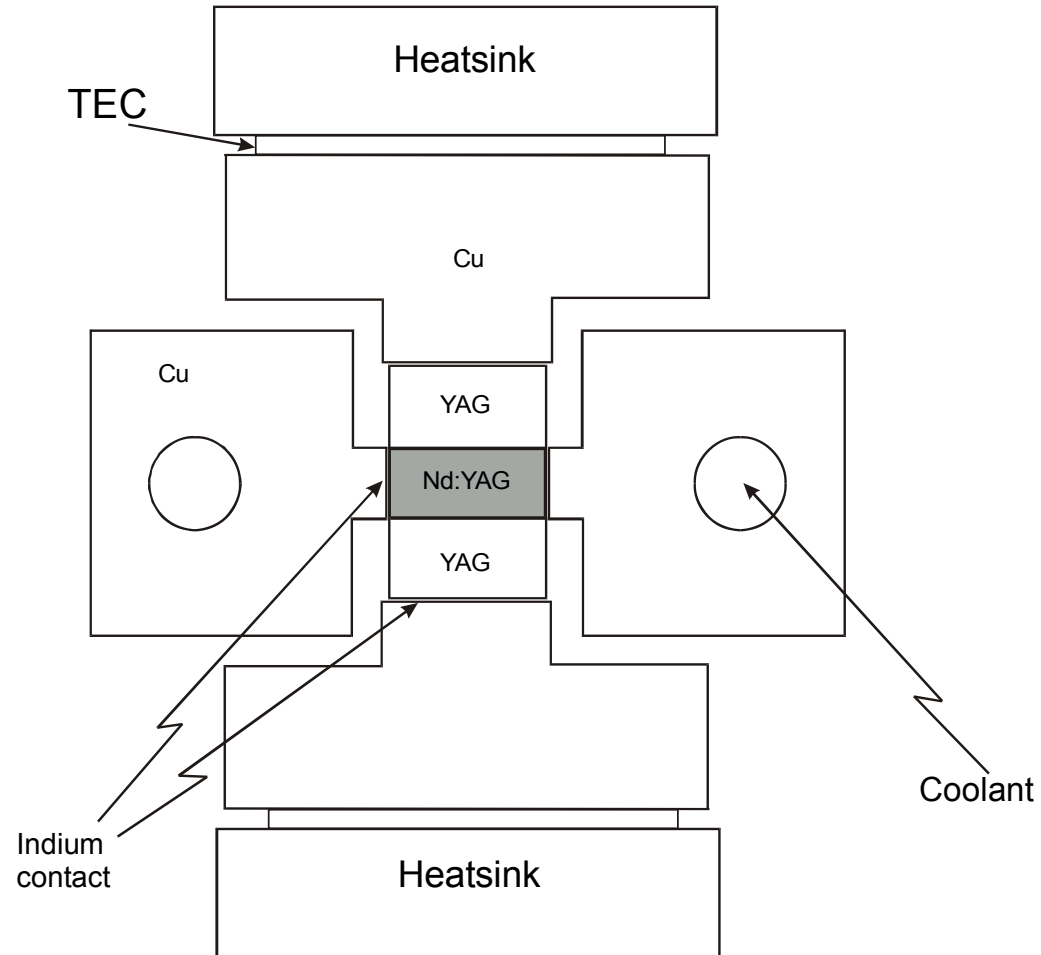 Heatsink
TEC
Cu
Cu
YAG
Nd:YAG
YAG
Coolant
Indium
contact
Heatsink